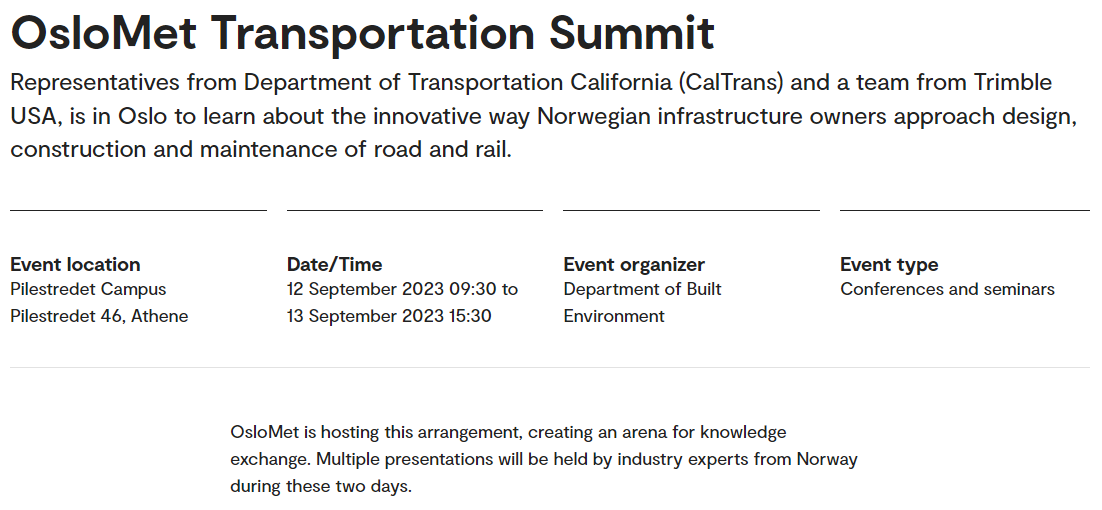 OsloMet Transportation Summit
Representatives from Department of Transportation California (CalTrans) and a team from Trimble
USA, is in Oslo to learn about the innovative way Norwegian infrastructure owners approach design,
construction and maintenance of road and rail.
Event location
Pilestredet Campus
Pilestredet 46, Athene
Date/Time
12 September 2023 09:30 to
13 September 2023 15:30
Event organizer
Department of Built
Environment
Event type
Conferences and seminars
OsloMet is hosting this arrangement, creating an arena for knowledge
exchange. Multiple presentations will be held by industry experts from Norway
during these two days.